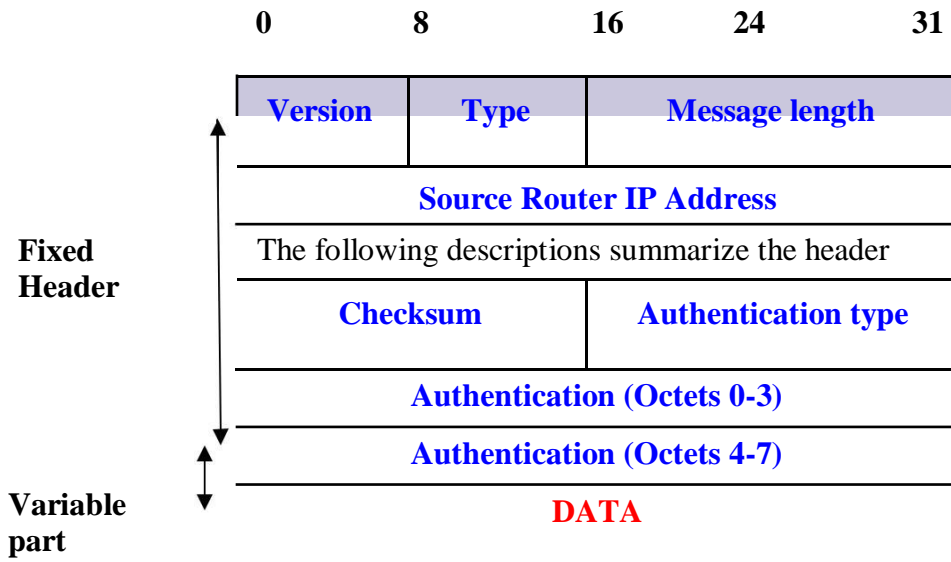 0 8 16 24 31
Version Type Message length
Source Router IP Address
The following descriptions summarize the header
Fixed
Header
Checksum Authentication type
Authentication (Octets 0-3)
Authentication (Octets 4-7)
Variable
part
DATA